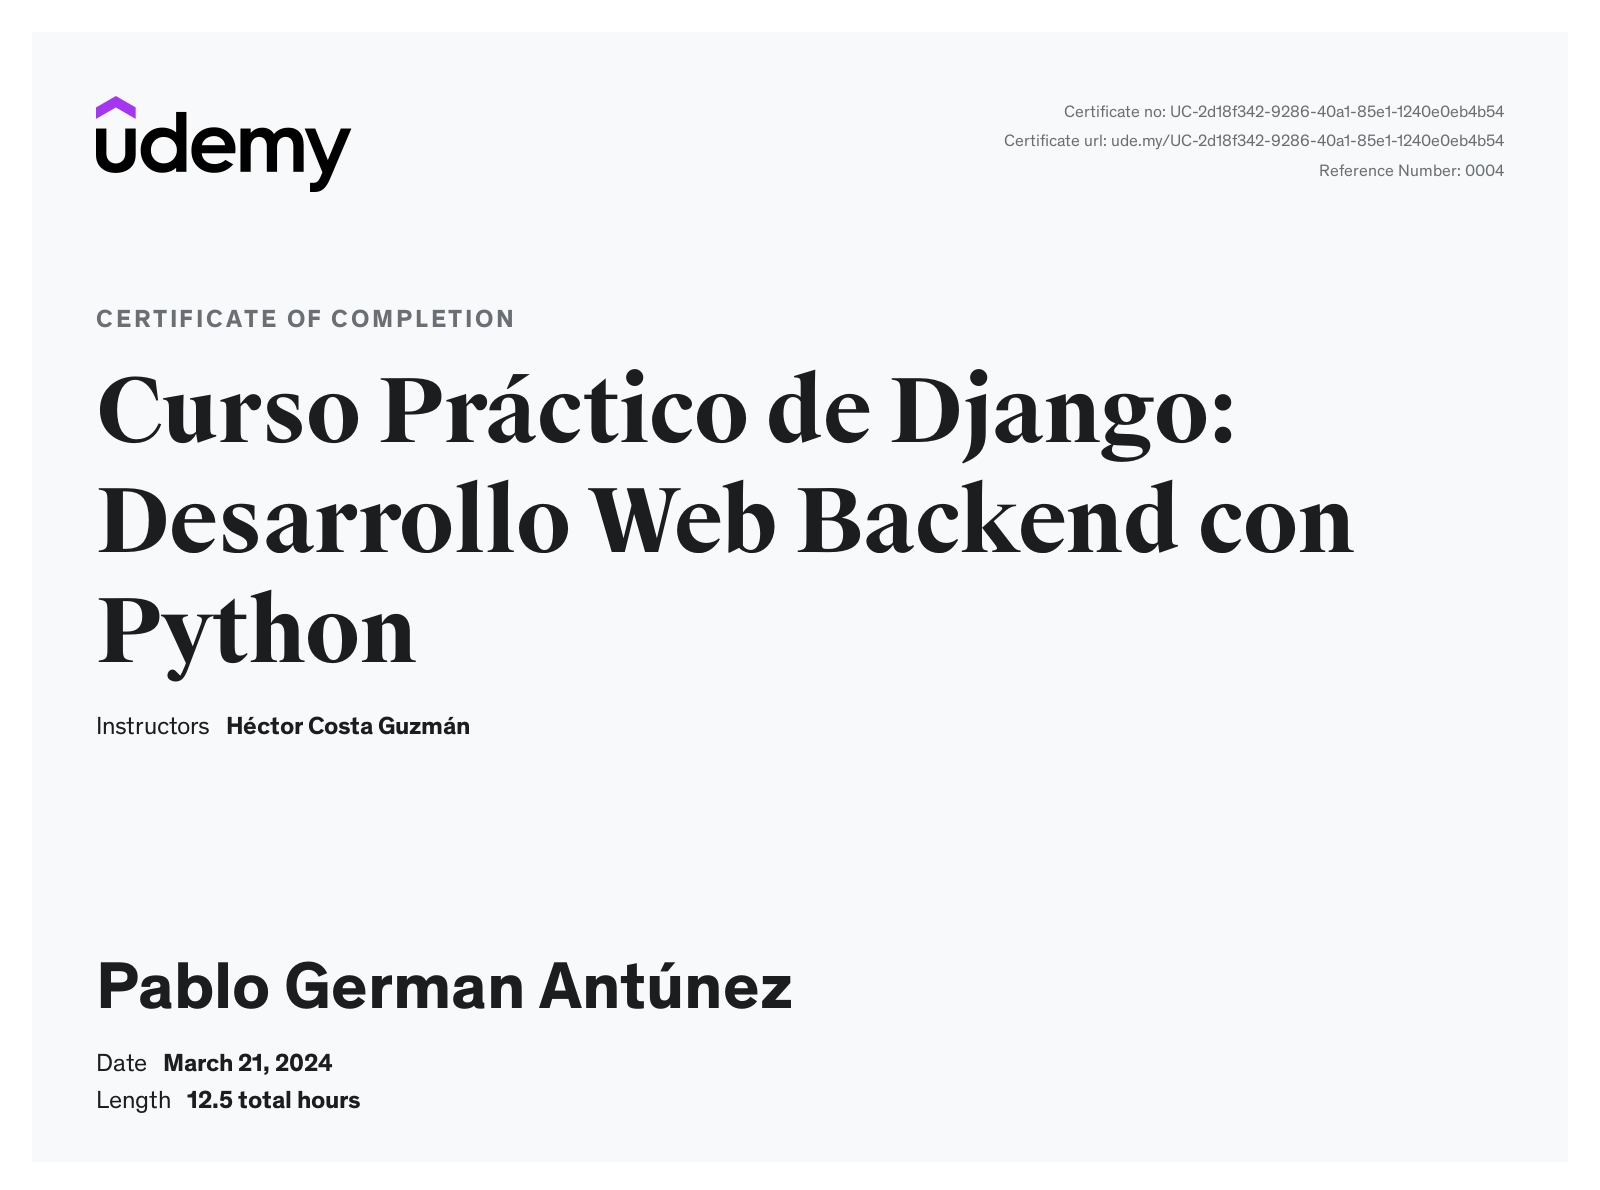 udemy
Certificate no: UC-2d18f342-9286-40a1-85e1-1240e0eb4b54
Certificate url: ude.my/UC-2d18f342-9286-40a1-85e1-1240e0eb4b54
Reference Number: 0004
CERTIFICATE OF COMPLETION
Curso Práctico de Django:
Desarrollo Web Backend con
Python
Instructors Héctor Costa Guzmán
Pablo German Antúnez
Date March 21, 2024
Length 12.5 total hours